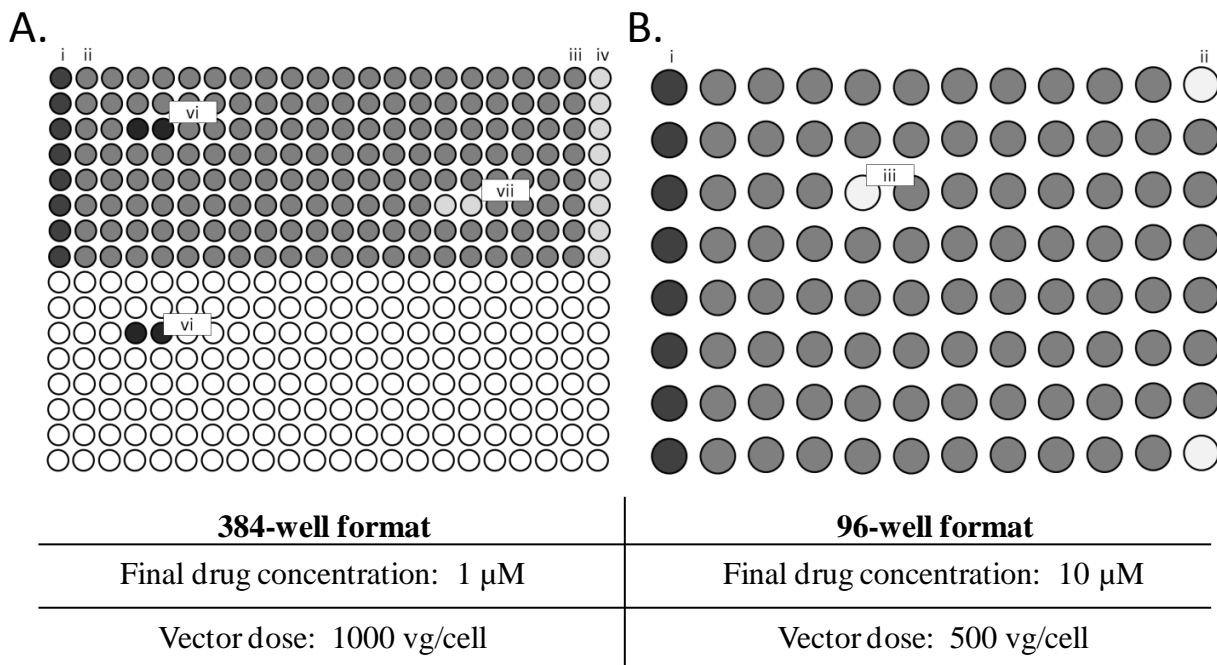 A.
i ii iii iv
vi
vii
vi
B.
i ii
iii
384-well format
96-well format
Final drug concentration: 1 µM
Final drug concentration: 10 µM
Vector dose: 1000 vg/cell
Vector dose: 500 vg/cell